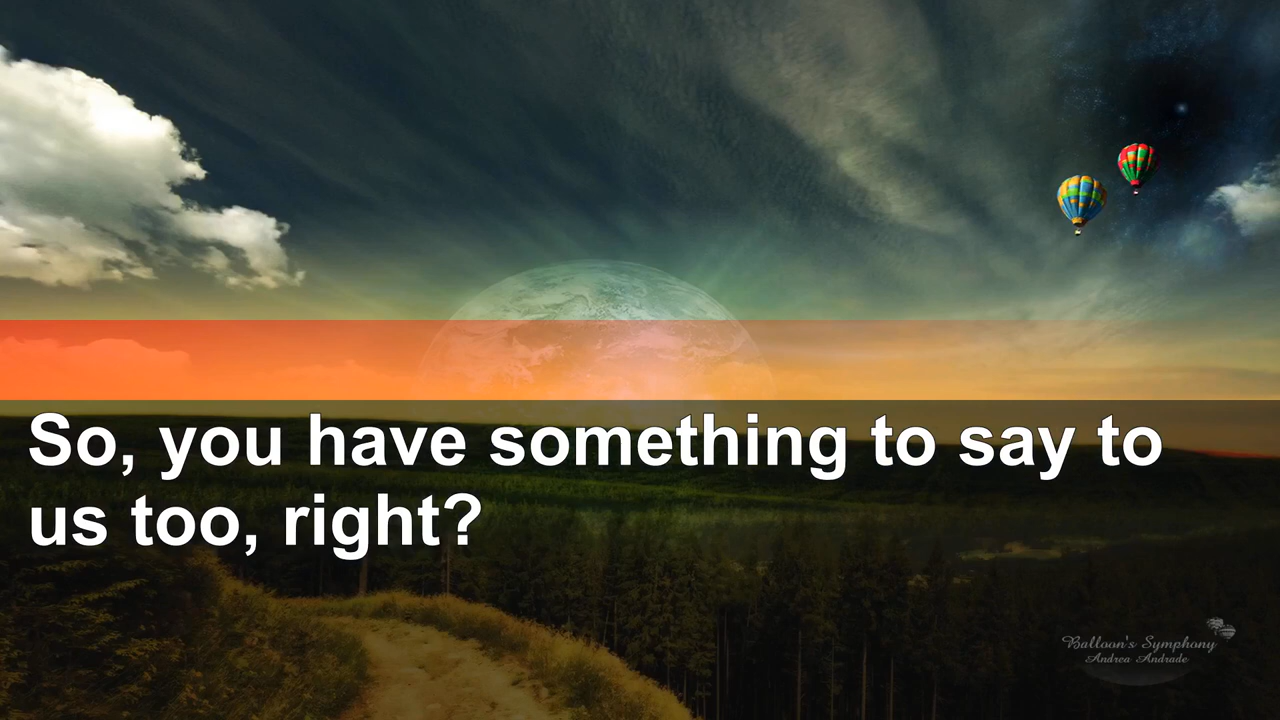 So, you have something to say to
us too, right?
Balloon's Symphony
Andrea Andrade